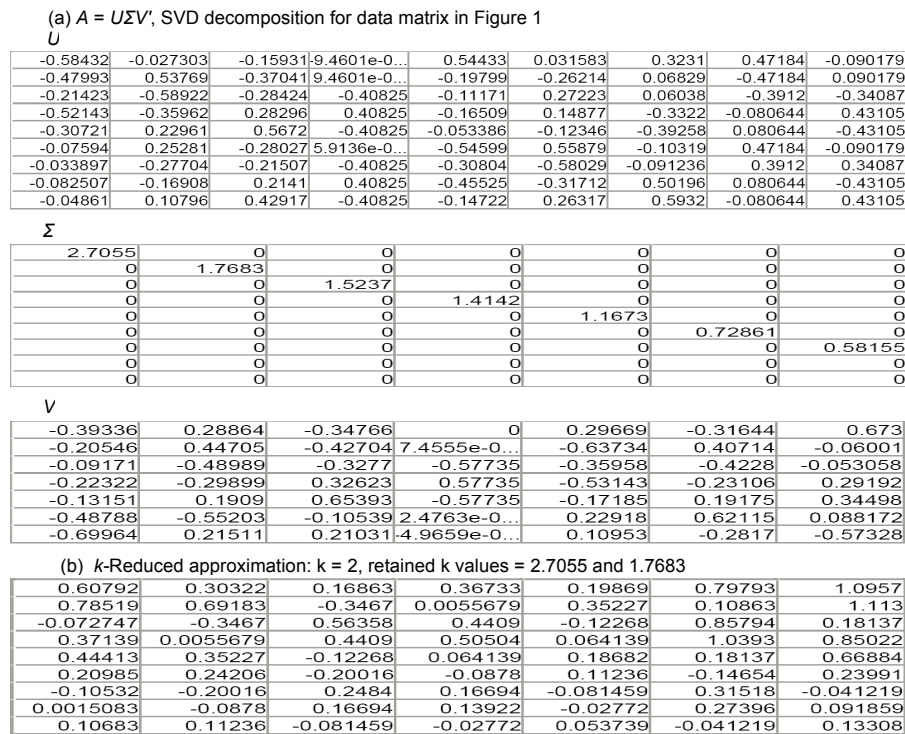 (a) A = UΣV', SVD decomposition for data matrix in Figure 1
U
-0.58432 -0.027303 -0.15931 -9.4601e-0... 0.54433 0.031583 0.3231 0.47184 -0.090179
-0.47993 0.53769 -0.37041 9.4601e-0... -0.19799 -0.26214 0.06829 -0.47184 0.090179
-0.21423 -0.58922 -0.28424 -0.40825 -0.11171 0.27223 0.06038 -0.3912 -0.34087
-0.52143 -0.35962 0.28296 0.40825 -0.16509 0.14877 -0.3322 -0.080644 0.43105
-0.30721 0.22961 0.5672 -0.40825 -0.053386 -0.12346 -0.39258 0.080644 -0.43105
-0.07594 0.25281 -0.28027 5.9136e-0... -0.54599 0.55879 -0.10319 0.47184 -0.090179
-0.033897 -0.27704 -0.21507 -0.40825 -0.30804 -0.58029 -0.091236 0.3912 0.34087
-0.082507 -0.16908 0.2141 0.40825 -0.45525 -0.31712 0.50196 0.080644 -0.43105
-0.04861 0.10796 0.42917 -0.40825 -0.14722 0.26317 0.5932 -0.080644 0.43105
Σ
2.7055 0 0 0 0 0 0
0 1.7683 0 0 0 0 0
0 0 1.5237 0 0 0 0
0 0 0 1.4142 0 0 0
0 0 0 0 1.1673 0 0
0 0 0 0 0 0.72861 0
0 0 0 0 0 0 0.58155
0 0 0 0 0 0 0
0 0 0 0 0 0 0
V
-0.39336 0.28864 -0.34766 0 0.29669 -0.31644 0.673
-0.20546 0.44705 -0.42704 7.4555e-0... -0.63734 0.40714 -0.06001
-0.09171 -0.48989 -0.3277 -0.57735 -0.35958 -0.4228 -0.053058
-0.22322 -0.29899 0.32623 0.57735 -0.53143 -0.23106 0.29192
-0.13151 0.1909 0.65393 -0.57735 -0.17185 0.19175 0.34498
-0.48788 -0.55203 -0.10539 2.4763e-0... 0.22918 0.62115 0.088172
-0.69964 0.21511 0.21031 -4.9659e-0... 0.10953 -0.2817 -0.57328
(b) k-Reduced approximation: k = 2, retained k values = 2.7055 and 1.7683
0.60792 0.30322 0.16863 0.36733 0.19869 0.79793 1.0957
0.78519 0.69183 -0.3467 0.0055679 0.35227 0.10863 1.113
-0.072747 -0.3467 0.56358 0.4409 -0.12268 0.85794 0.18137
0.37139 0.0055679 0.4409 0.50504 0.064139 1.0393 0.85022
0.44413 0.35227 -0.12268 0.064139 0.18682 0.18137 0.66884
0.20985 0.24206 -0.20016 -0.0878 0.11236 -0.14654 0.23991
-0.10532 -0.20016 0.2484 0.16694 -0.081459 0.31518 -0.041219
0.0015083 -0.0878 0.16694 0.13922 -0.02772 0.27396 0.091859
0.10683 0.11236 -0.081459 -0.02772 0.053739 -0.041219 0.13308